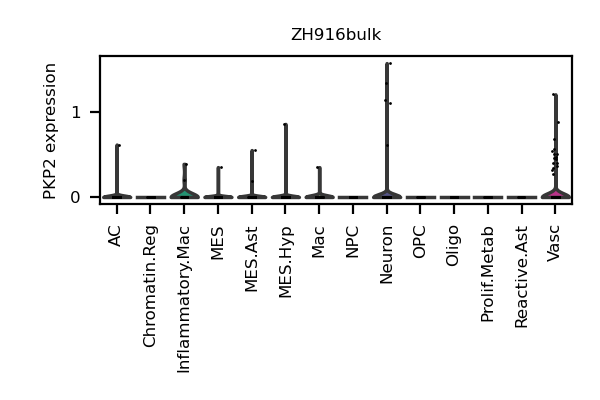 ZH916bulk
PKP2 expression
1
0
AC
Chromatin.Reg
Inflammatory.Mac
MES
MES.Ast
MES.Hyp
Mac
NPC
Neuron
OPC
Oligo
Prolif.Metab
Reactive.Ast
Vasc